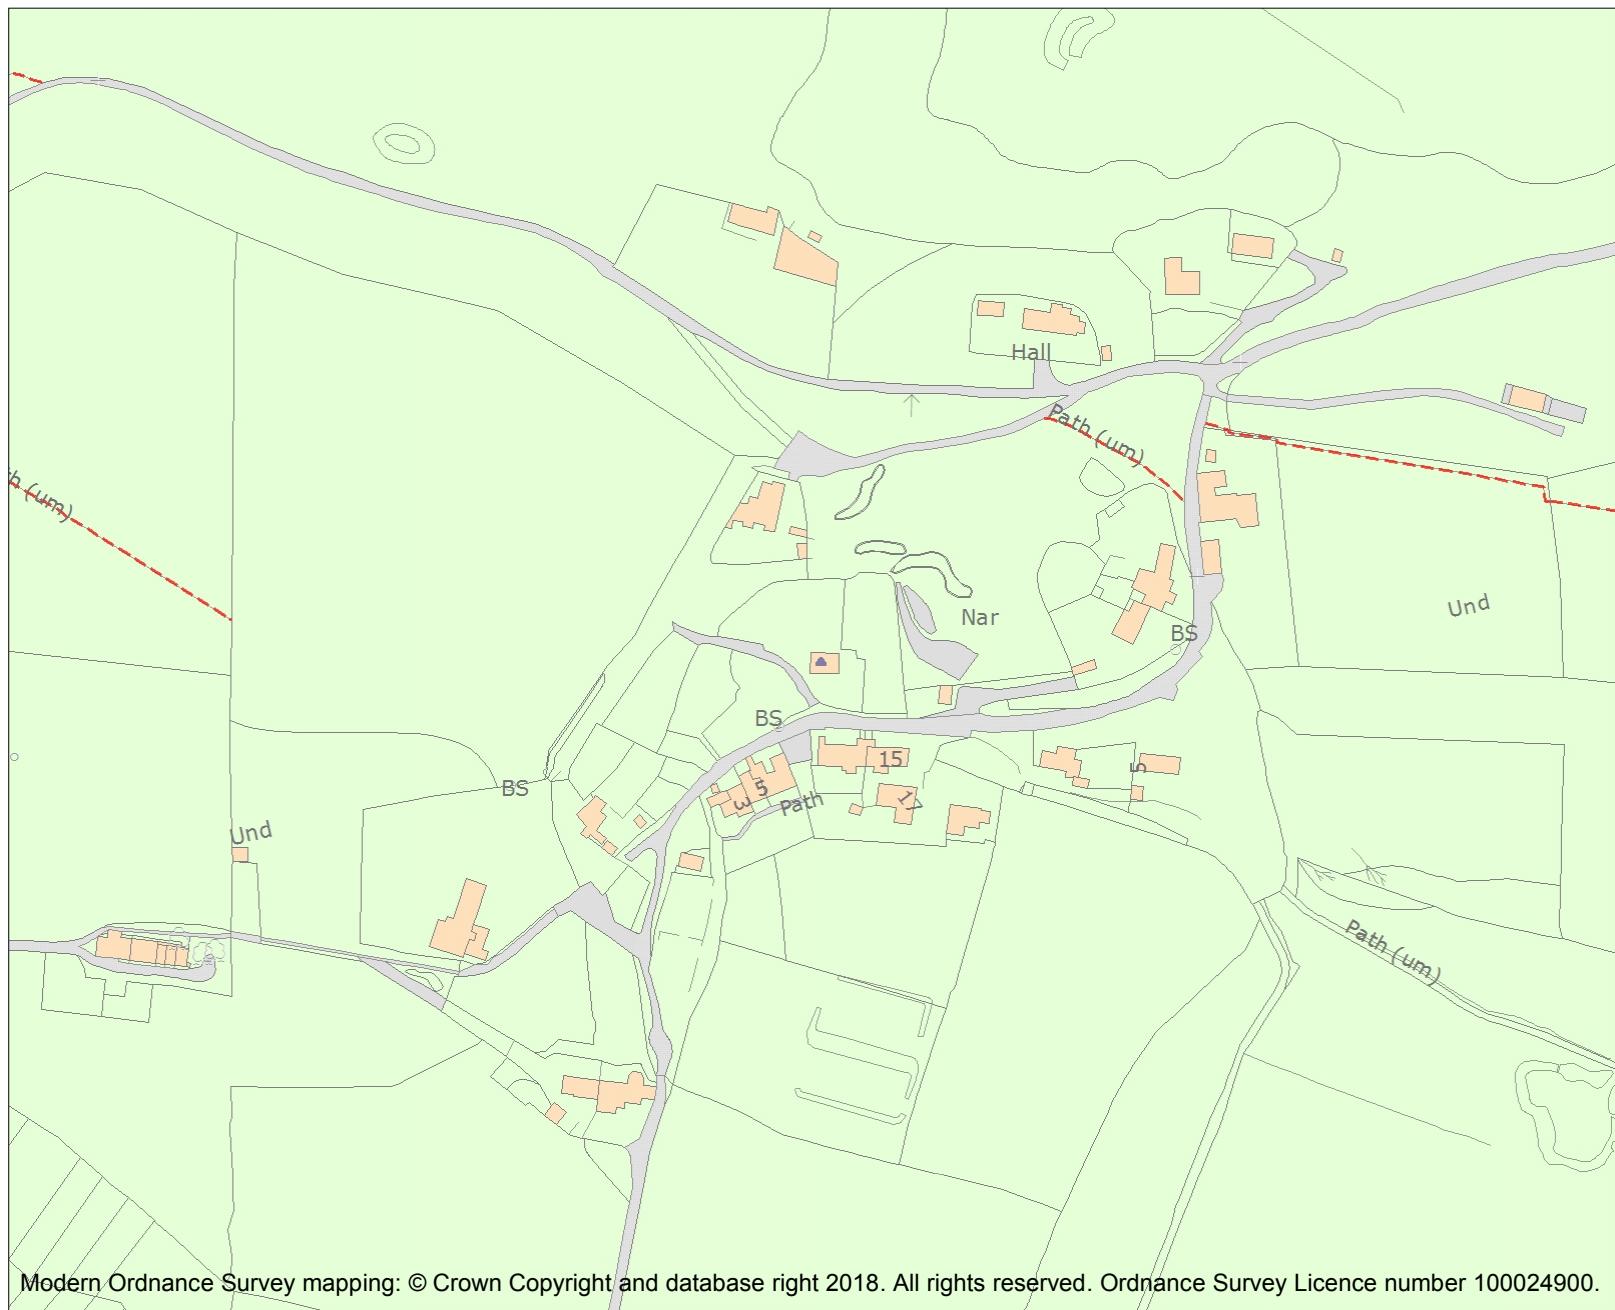 Hall
Path (um)
th (um)
Und
Nar
BS
BS
15
5
BS
5
3
Path
17
Und
Path (um)
Modern Ordnance Survey mapping: © Crown Copyright and database right 2018. All rights reserved. Ordnance Survey Licence number 100024900.